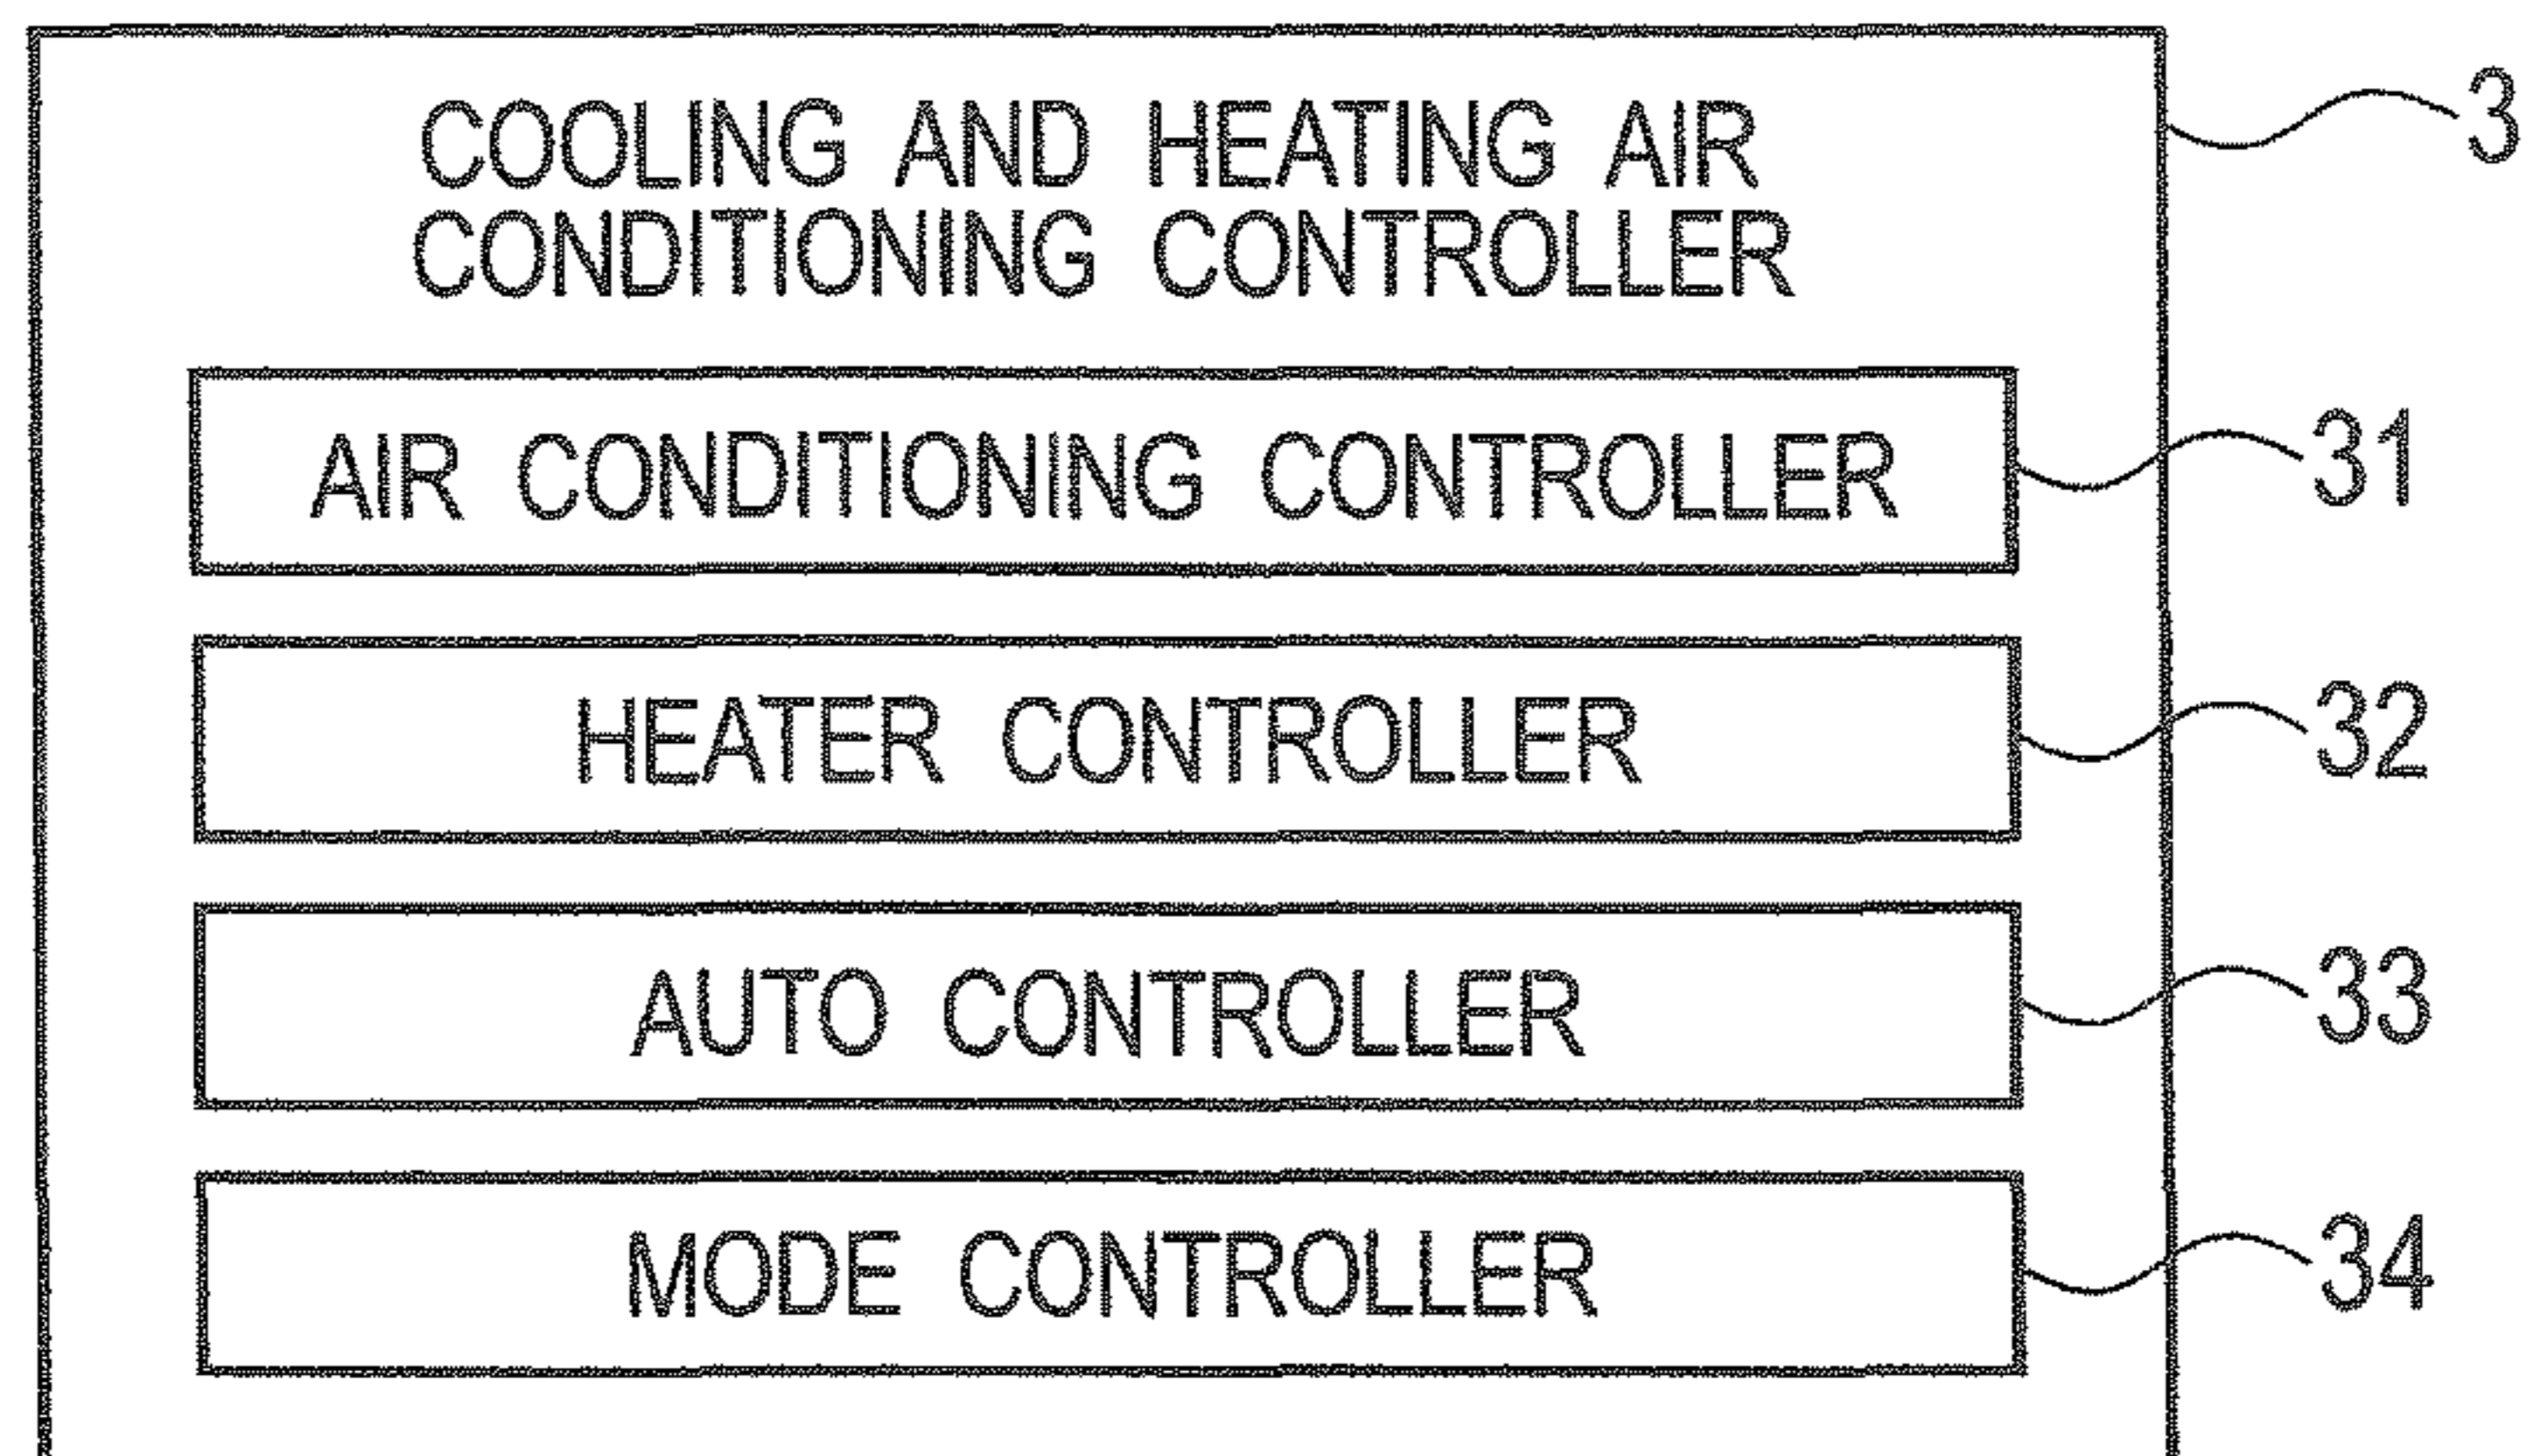 COOLING AND HEATING AIR 3
CONDITIONING CONTROLLER
AIR CONDITIONING CONTROLLER 31
HEATER CONTROLLER 32
AUTO CONTROLLER 33
MODE CONTROLLER 34